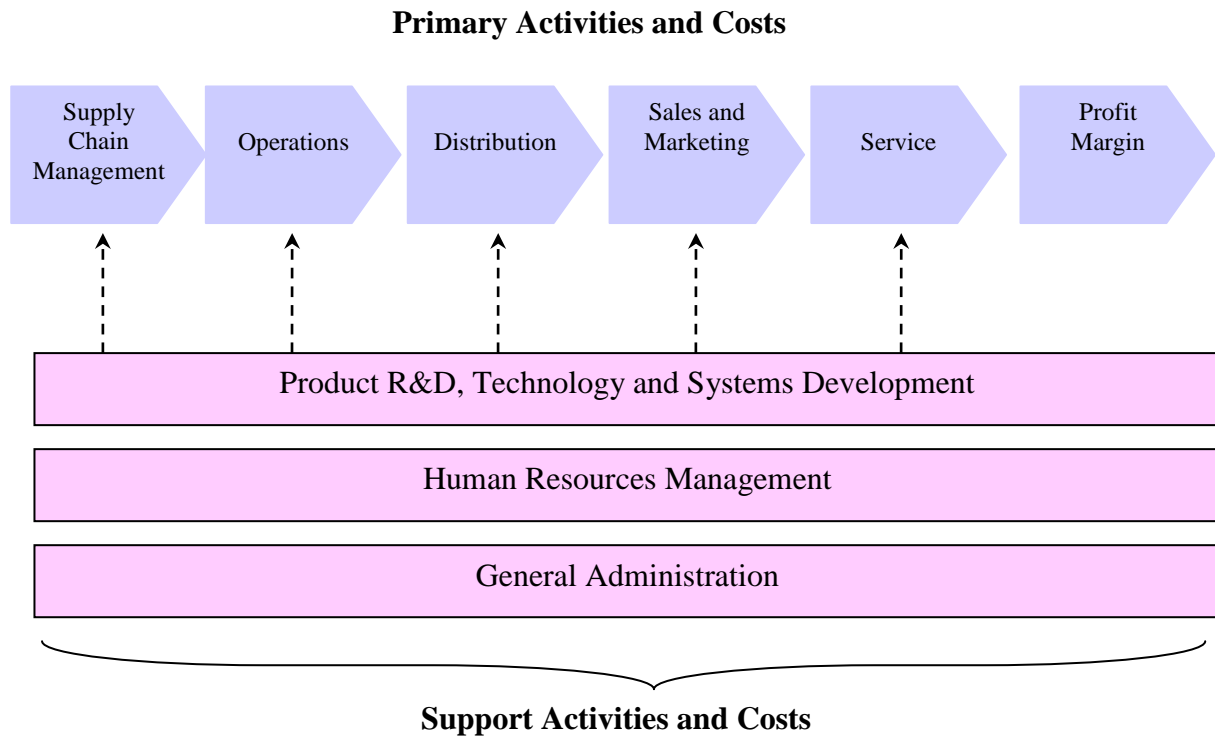 Primary Activities and Costs
Supply
Chain
Management
Operations
Distribution
Sales and
Marketing
Service
Profit
Margin
Product R&D, Technology and Systems Development
Human Resources Management
General Administration
Support Activities and Costs